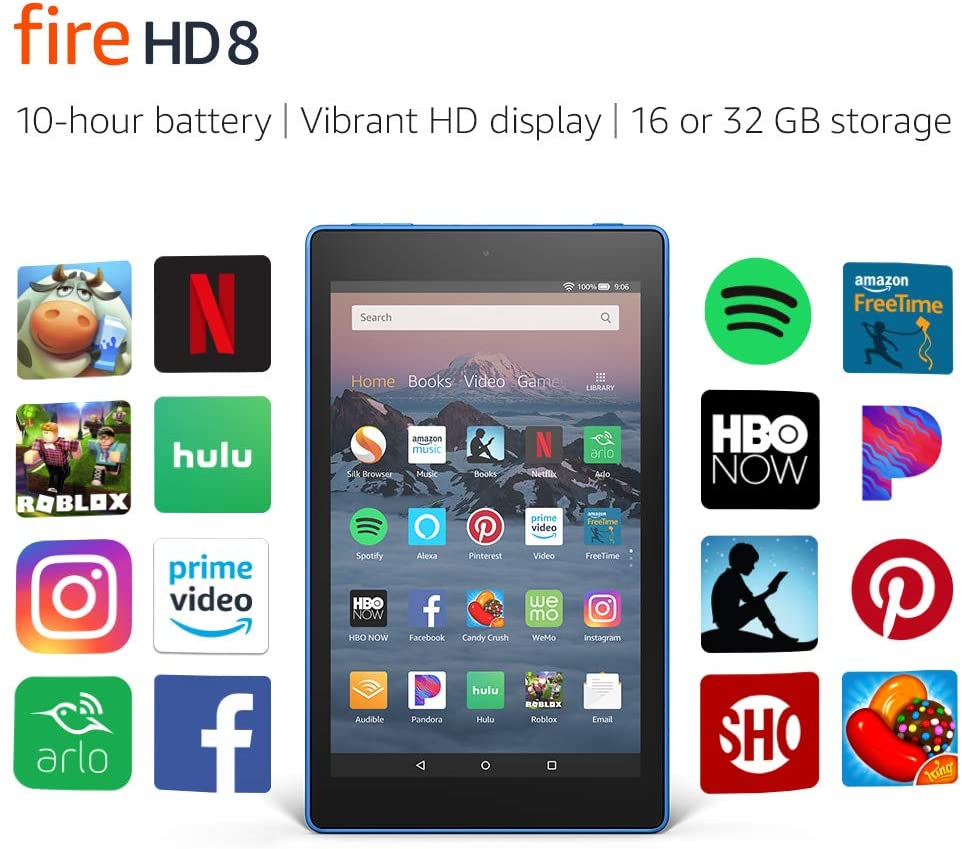 fire HD 8
10-hour battery | Vibrant HD display | 16 or 32 GB storage
ROBLOX
hulu
prime video
arlo
100% 9:06
Search
Home Books Video Games
LIBRARY
amazon music
arlo
Silk Browser Music Books Netflix Arlo
prime video
amazon FreeTime
Spotify Alexa Pinterest Video FreeTime
HBO NOW
we mo
HBO NOW Facebook Candy Crush WeMo Instagram
hulu
ROBLOX
Audible Pandora Hulu Roblox Email
amazon
FreeTime
HBO
NOW
SHO
King